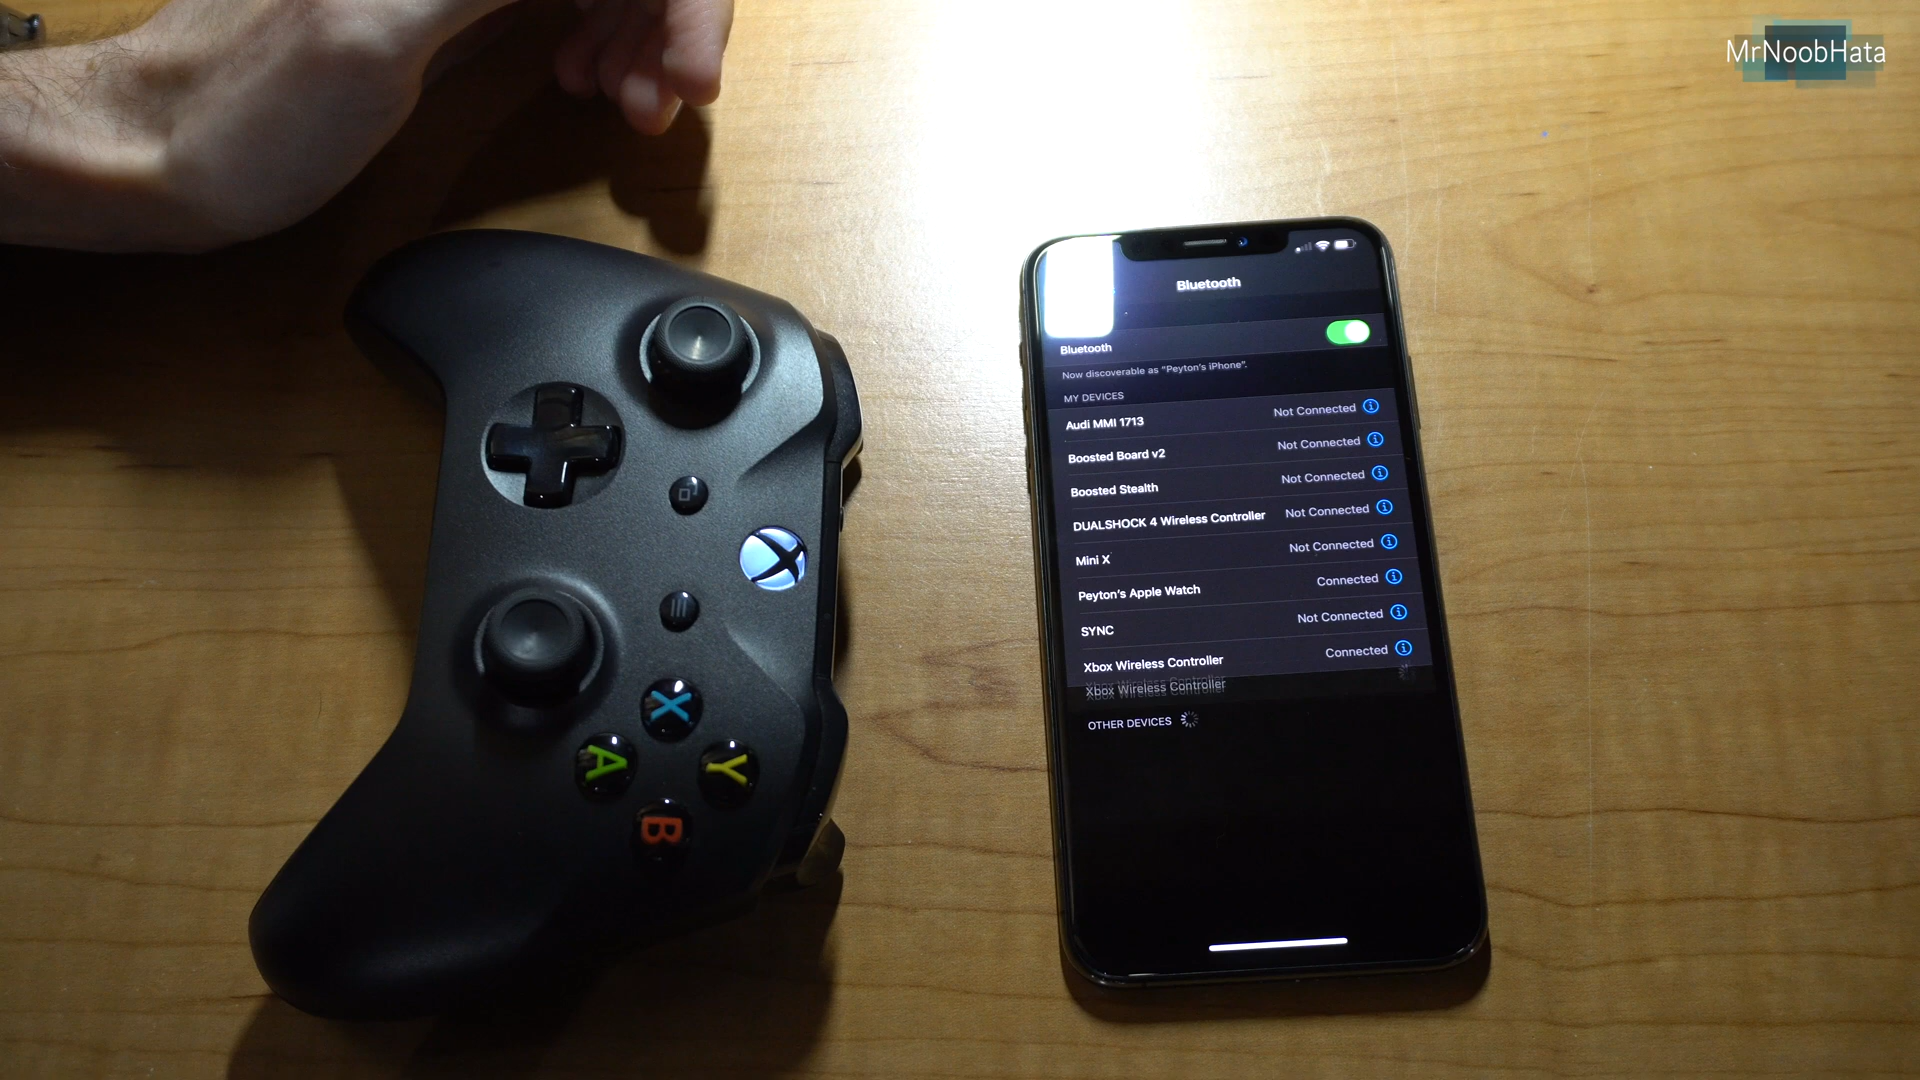 MrNoobHata
Bluetooth
Bluetooth
Now discoverable as “Peyton’s iPhone”.
MY DEVICES
Audi MMI 1713 Not Connected
Boosted Board v2 Not Connected
Boosted Stealth Not Connected
DUALSHOCK 4 Wireless Controller Not Connected
Mini X Not Connected
Peyton’s Apple Watch Connected
SYNC Not Connected
Xbox Wireless Controller Connected
Xbox Wireless Controller
OTHER DEVICES
X
A
Y
B